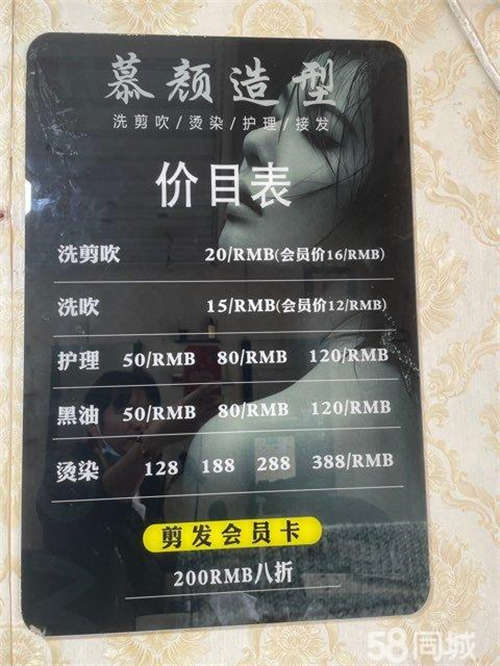 慕颜造型
洗剪吹/烫染/护理/接发
价目表
洗剪吹 20/RMB(会员价16/RMB)
洗吹 15/RMB(会员价12/RMB)
护理 50/RMB 80/RMB 120/RMB
黑油 50/RMB 80/RMB 120/RMB
烫染 128 188 288 388/RMB
剪发会员卡
200RMB八折
58同城